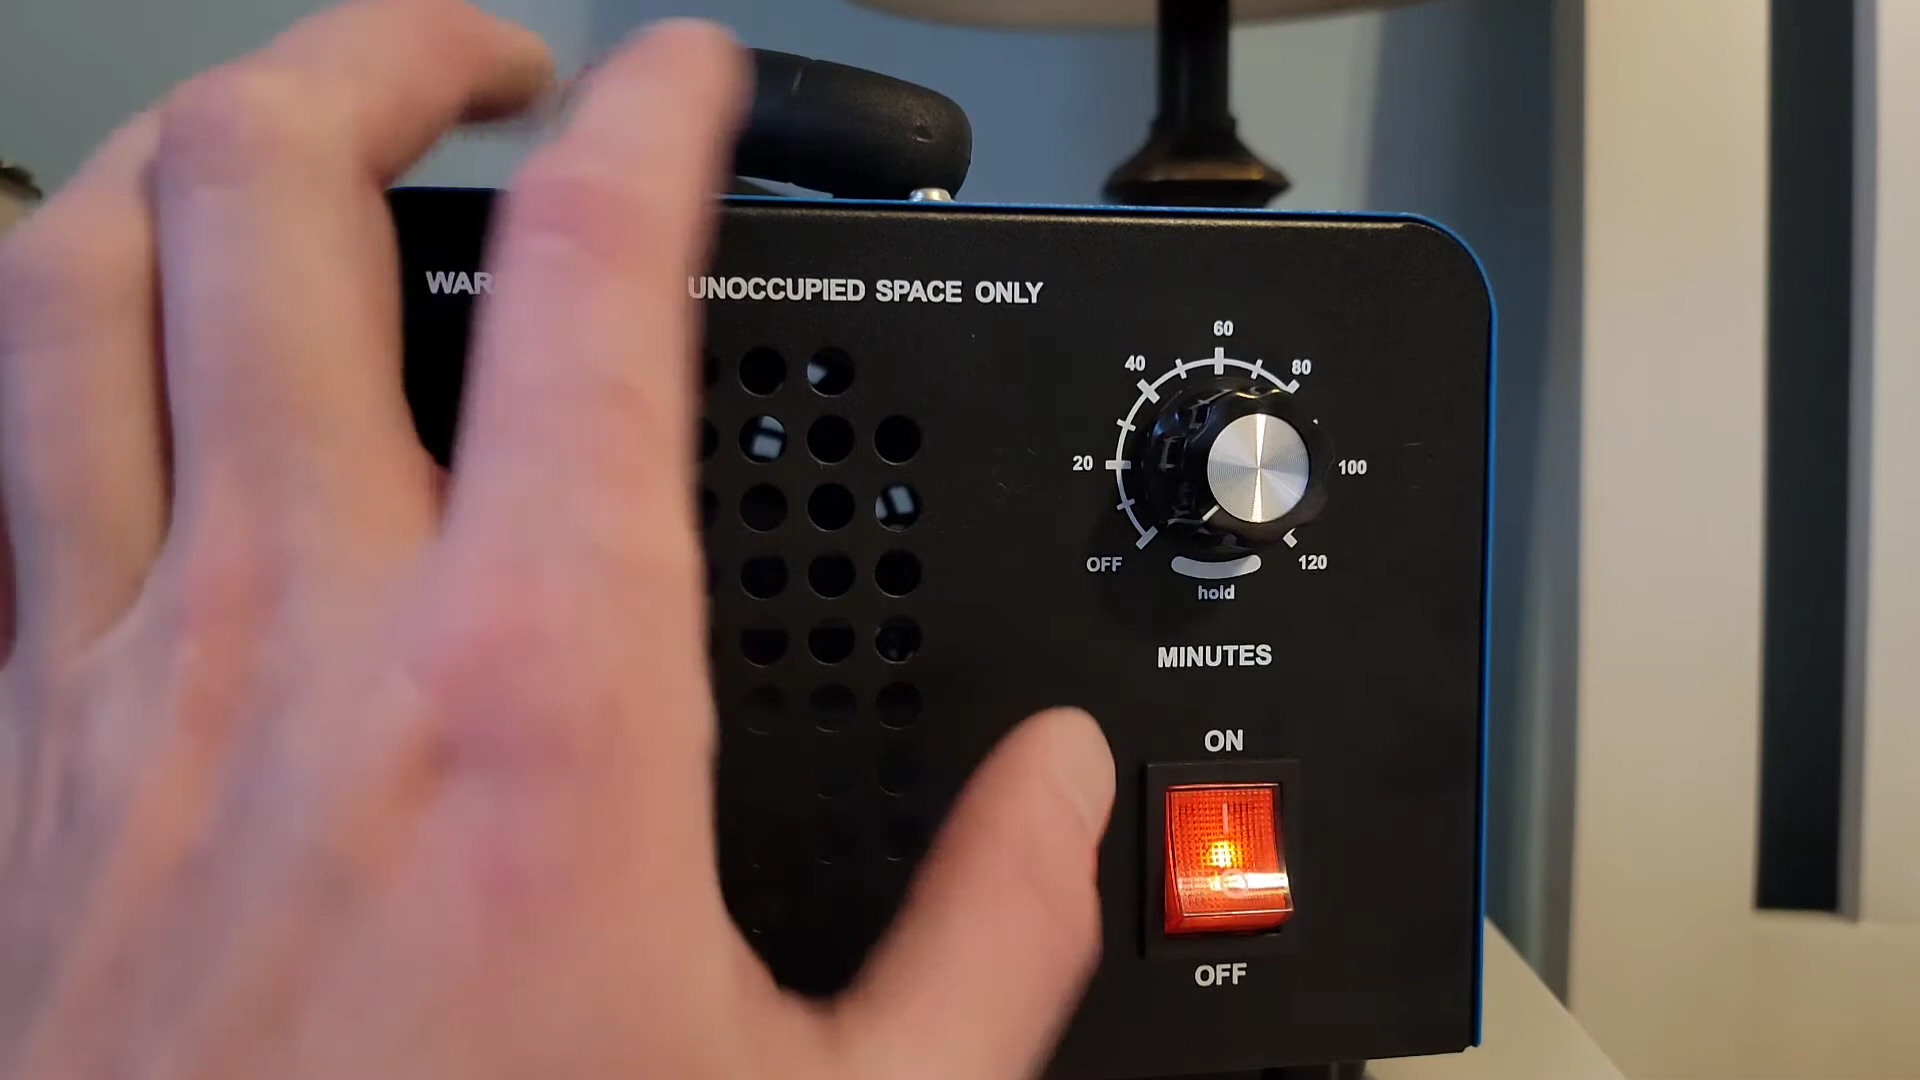 WAR UNOCCUPIED SPACE ONLY
60
40
80
20
100
OFF
120
hold
MINUTES
ON
OFF